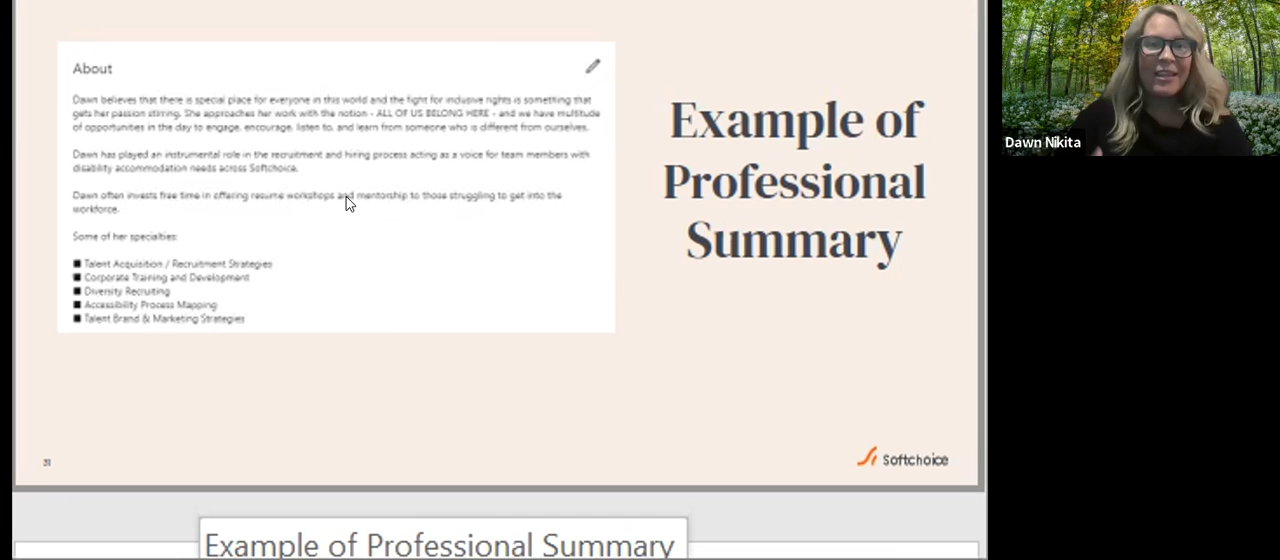 About
Dawn believes that there is special place for everyone in this world and the fight for inclusive rights is something that
gets her passion stirring. She approaches her work with the notion - ALL OF US BELONG HERE - and we have multitude
of opportunities in the day to engage, encourage, listen to, and learn from someone who is different from ourselves.
Dawn has played an instrumental role in the recruitment and hiring process acting as a voice for team members with
disability accommodation needs across Softchoice.
Dawn often invests free time in offering resume workshops and mentorship to those struggling to get into the
workforce.
Some of her specialties:
■ Talent Acquisition / Recruitment Strategies
■ Corporate Training and Development
■ Diversity Recruiting
■ Accessibility Process Mapping
■ Talent Brand & Marketing Strategies
Example of
Professional
Summary
31
Softchoice
Example of Professional Summary
Dawn Nikita